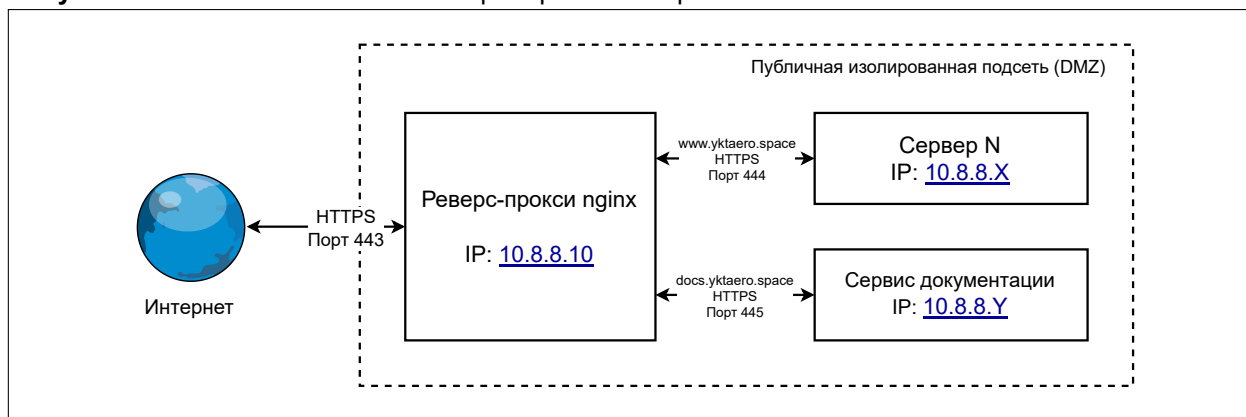 Публичная изолированная подсеть (DMZ)
Интернет
HTTPS
Порт 443
Реверс-прокси nginx
IP: 10.8.8.10
www.yktaero.space
HTTPS
Порт 444
Сервер N
IP: 10.8.8.X
docs.yktaero.space
HTTPS
Порт 445
Сервис документации
IP: 10.8.8.Y